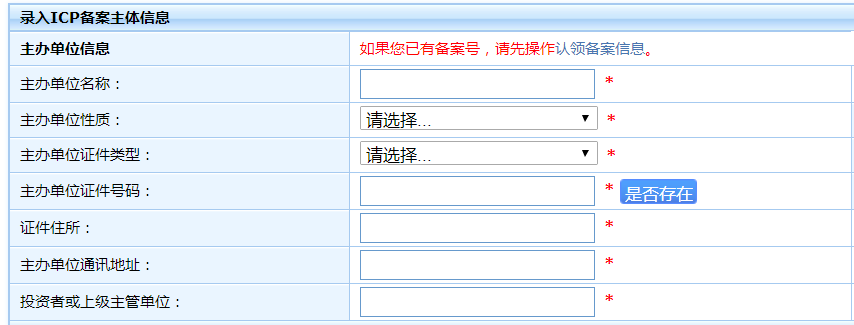 录入ICP备案主体信息
主办单位信息 如果您已有备案号，请先操作认领备案信息。
主办单位名称： *
主办单位性质： 请选择... *
主办单位证件类型： 请选择... *
主办单位证件号码： * 是否存在
证件住所： *
主办单位通讯地址： *
投资者或上级主管单位： *